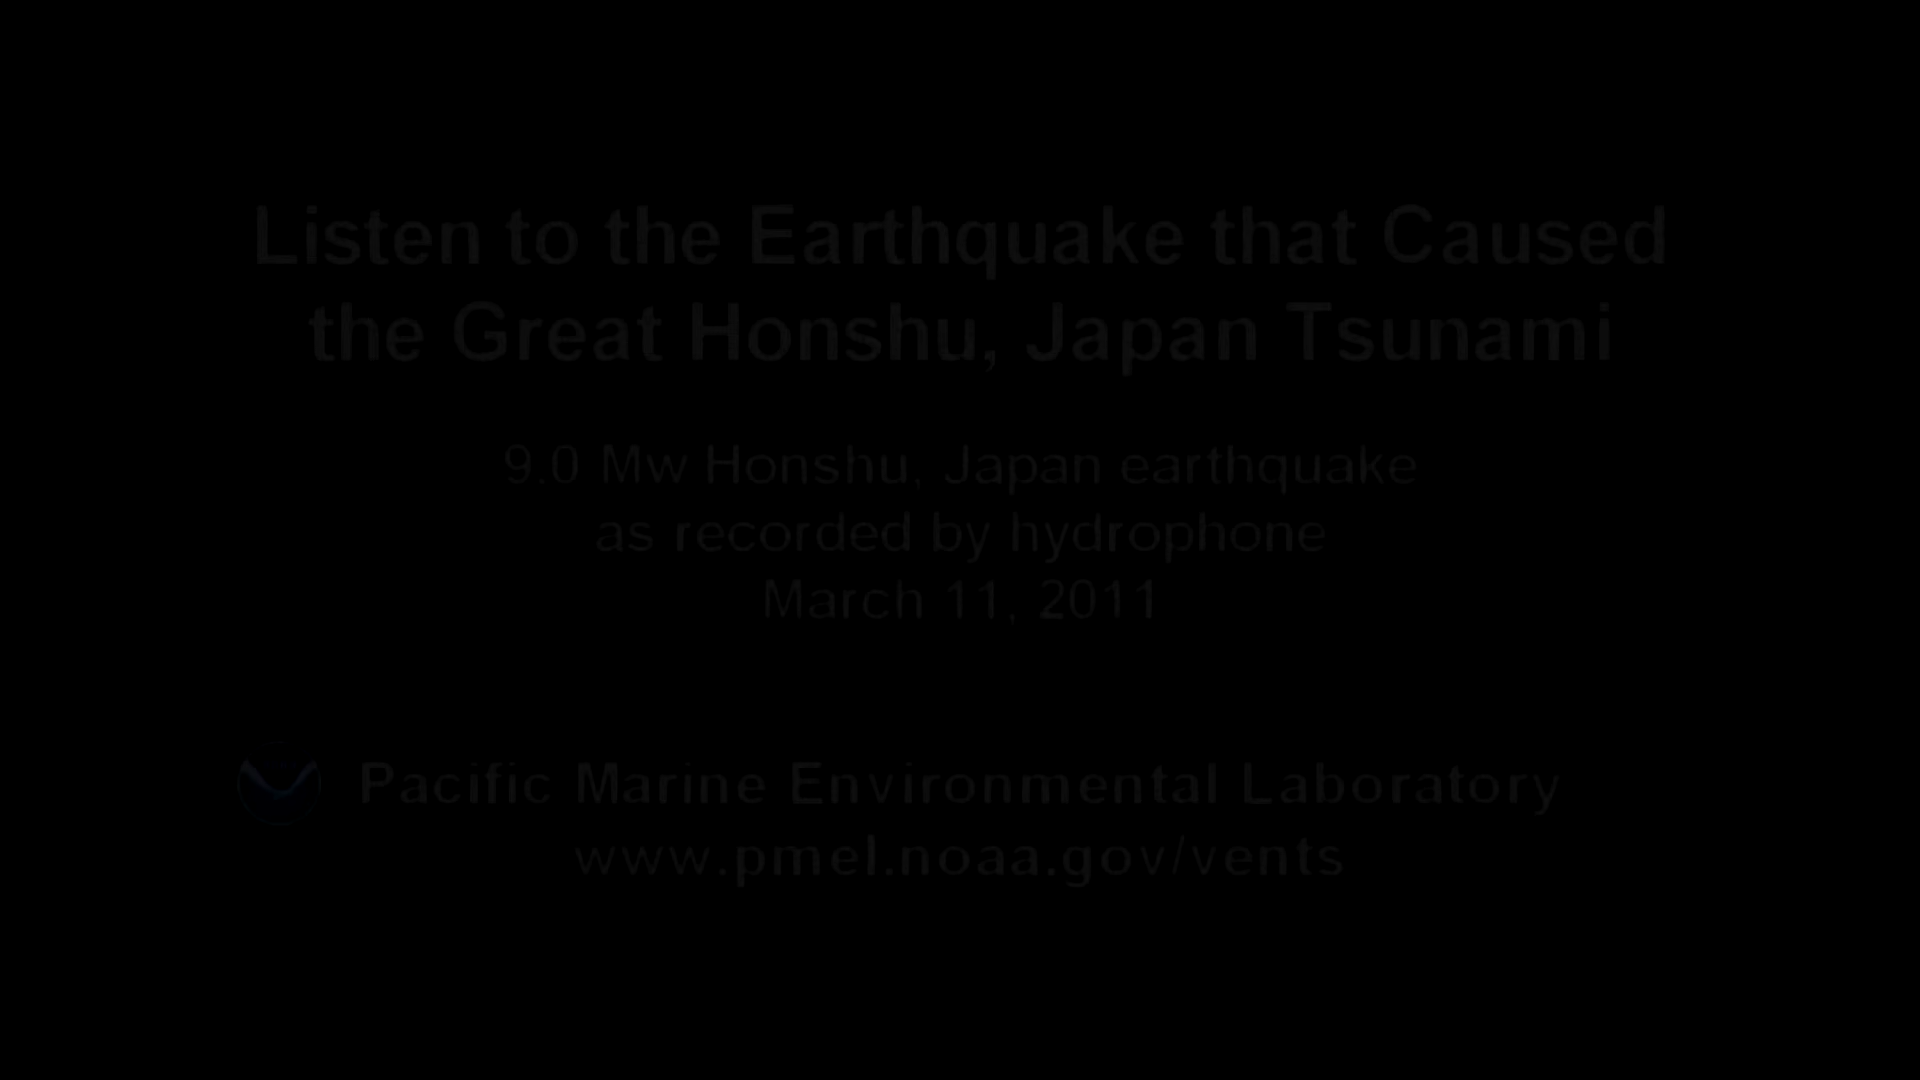 Listen to the Earthquake that Caused
the Great Honshu, Japan Tsunami
9.0 Mw Honshu, Japan earthquake
as recorded by hydrophone
March 11, 2011
Pacific Marine Environmental Laboratory
www.pmel.noaa.gov/vents